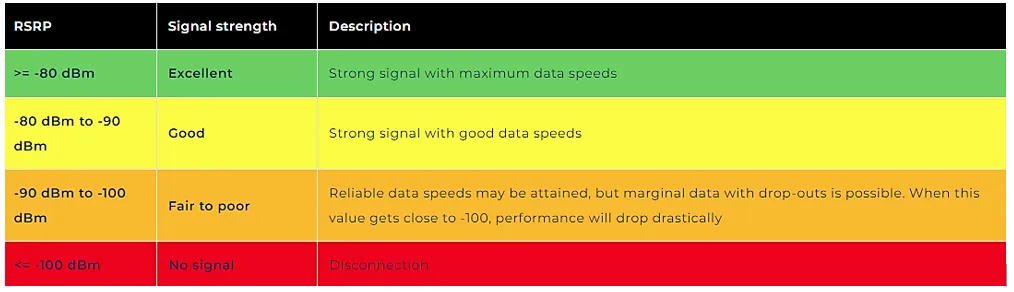 RSRP Signal strength Description
>= -80 dBm Excellent Strong signal with maximum data speeds
-80 dBm to -90
dBm
Good
Strong signal with good data speeds
-90 dBm to -100
dBm
Fair to poor
Reliable data speeds may be attained, but marginal data with drop-outs is possible. When this
value gets close to -100, performance will drop drastically
<= -100 dBm No signal Disconnection